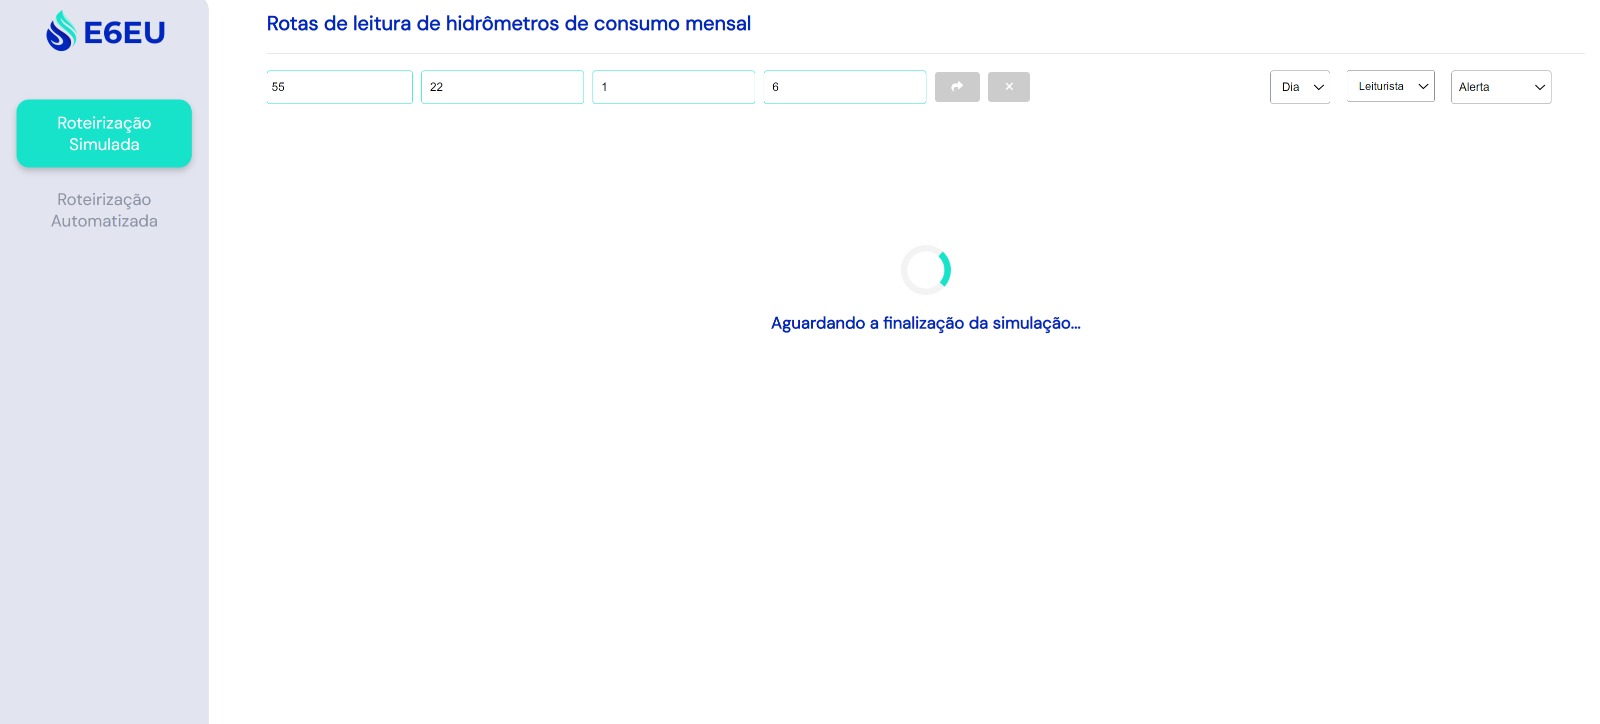 E6EU
Roteirização
Simulada
Roteirização
Automatizada
Rotas de leitura de hidrômetros de consumo mensal
55
22
1
6
Dia
Leiturista
Alerta
Aguardando a finalização da simulação...